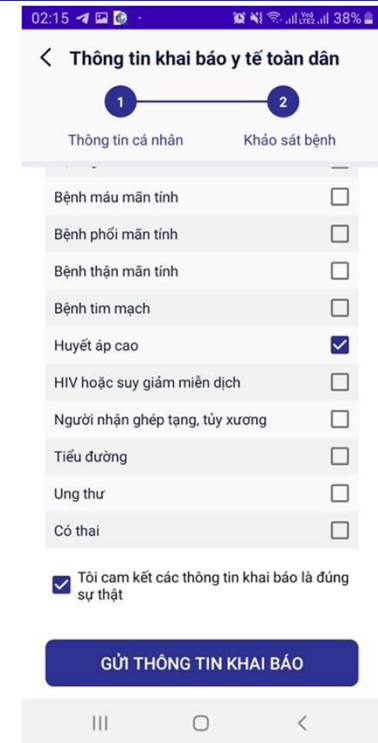 02:15 38%
Thông tin khai báo y tế toàn dân
1 2
Thông tin cá nhân Khảo sát bệnh
Bệnh máu mãn tính
Bệnh phổi mãn tính
Bệnh thận mãn tính
Bệnh tim mạch
Huyết áp cao
HIV hoặc suy giảm miễn dịch
Người nhận ghép tạng, tủy xương
Tiểu đường
Ung thư
Có thai
Tôi cam kết các thông tin khai báo là đúng
sự thật
GỬI THÔNG TIN KHAI BÁO